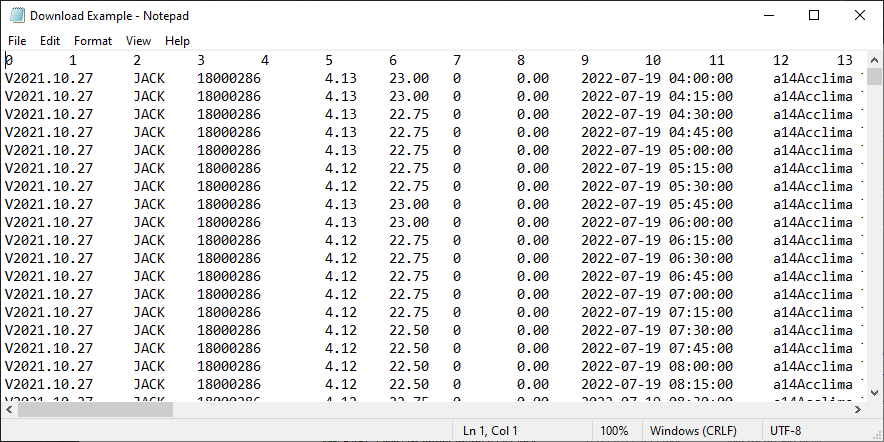 Download Example - Notepad
File Edit Format View Help
0 1 2 3 4 5 6 7 8 9 10 11 12 13
V2021.10.27 JACK 18000286 4.13 23.00 0 0.00 2022-07-19 04:00:00 a14Acclima
V2021.10.27 JACK 18000286 4.13 23.00 0 0.00 2022-07-19 04:15:00 a14Acclima
V2021.10.27 JACK 18000286 4.13 22.75 0 0.00 2022-07-19 04:30:00 a14Acclima
V2021.10.27 JACK 18000286 4.13 22.75 0 0.00 2022-07-19 04:45:00 a14Acclima
V2021.10.27 JACK 18000286 4.13 22.75 0 0.00 2022-07-19 05:00:00 a14Acclima
V2021.10.27 JACK 18000286 4.12 22.75 0 0.00 2022-07-19 05:15:00 a14Acclima
V2021.10.27 JACK 18000286 4.12 22.75 0 0.00 2022-07-19 05:30:00 a14Acclima
V2021.10.27 JACK 18000286 4.13 23.00 0 0.00 2022-07-19 05:45:00 a14Acclima
V2021.10.27 JACK 18000286 4.13 23.00 0 0.00 2022-07-19 06:00:00 a14Acclima
V2021.10.27 JACK 18000286 4.12 22.75 0 0.00 2022-07-19 06:15:00 a14Acclima
V2021.10.27 JACK 18000286 4.12 22.75 0 0.00 2022-07-19 06:30:00 a14Acclima
V2021.10.27 JACK 18000286 4.12 22.75 0 0.00 2022-07-19 06:45:00 a14Acclima
V2021.10.27 JACK 18000286 4.12 22.75 0 0.00 2022-07-19 07:00:00 a14Acclima
V2021.10.27 JACK 18000286 4.12 22.75 0 0.00 2022-07-19 07:15:00 a14Acclima
V2021.10.27 JACK 18000286 4.12 22.50 0 0.00 2022-07-19 07:30:00 a14Acclima
V2021.10.27 JACK 18000286 4.12 22.50 0 0.00 2022-07-19 07:45:00 a14Acclima
V2021.10.27 JACK 18000286 4.12 22.50 0 0.00 2022-07-19 08:00:00 a14Acclima
V2021.10.27 JACK 18000286 4.12 22.50 0 0.00 2022-07-19 08:15:00 a14Acclima
V2021.10.27 JACK 18000286 4.12 22.75 0 0.00 2022-07-19 08:30:00 a14Acclima
Ln 1, Col 1 100% Windows (CRLF) UTF-8